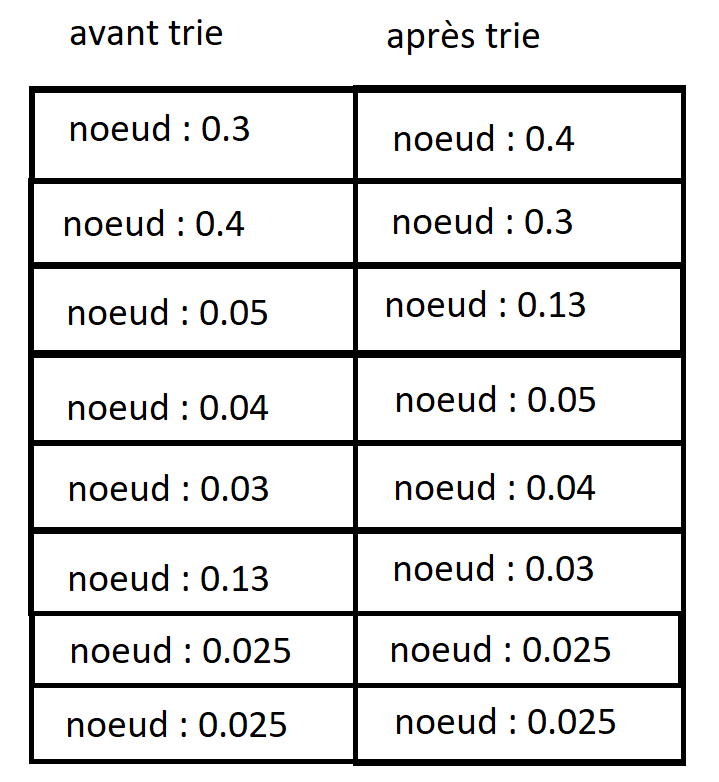 avant trie après trie
noeud : 0.3 noeud : 0.4
noeud : 0.4 noeud : 0.3
noeud : 0.05 noeud : 0.13
noeud : 0.04 noeud : 0.05
noeud : 0.03 noeud : 0.04
noeud : 0.13 noeud : 0.03
noeud : 0.025 noeud : 0.025
noeud : 0.025 noeud : 0.025